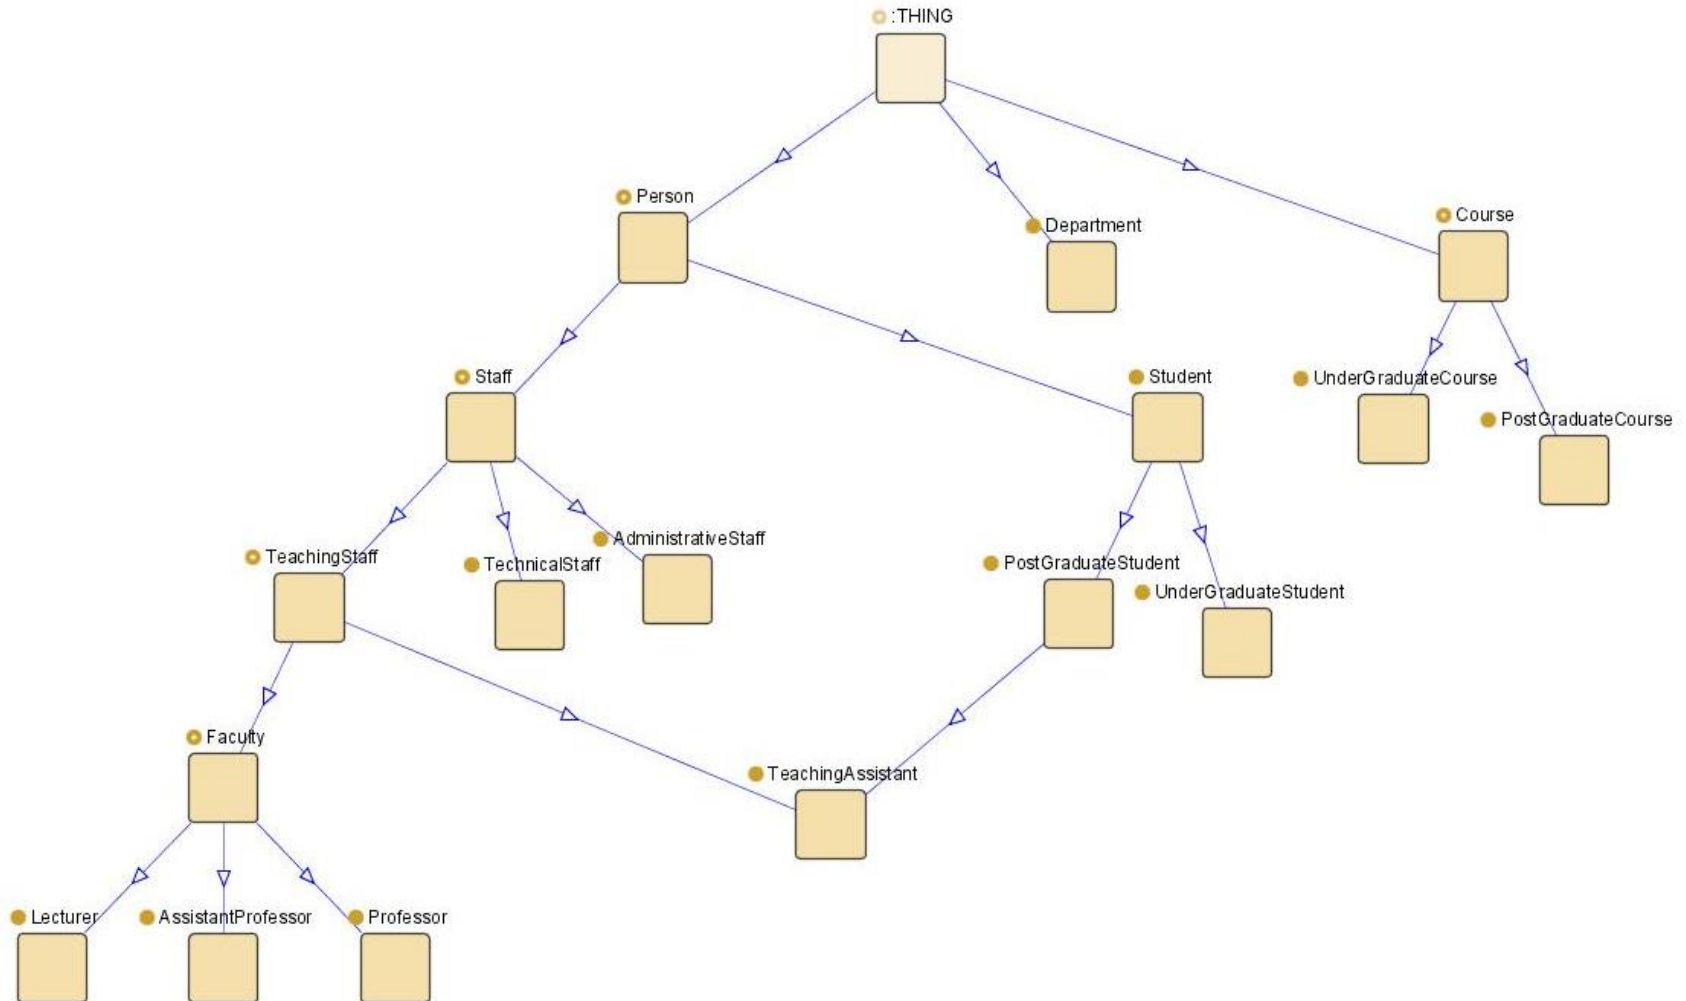 :THING
Person
Department
Course
Staff
Student
UnderGraduateCourse
PostGraduateCourse
TeachingStaff
TechnicalStaff
AdministrativeStaff
PostGraduateStudent
UnderGraduateStudent
Faculty
TeachingAssistant
Lecturer
AssistantProfessor
Professor